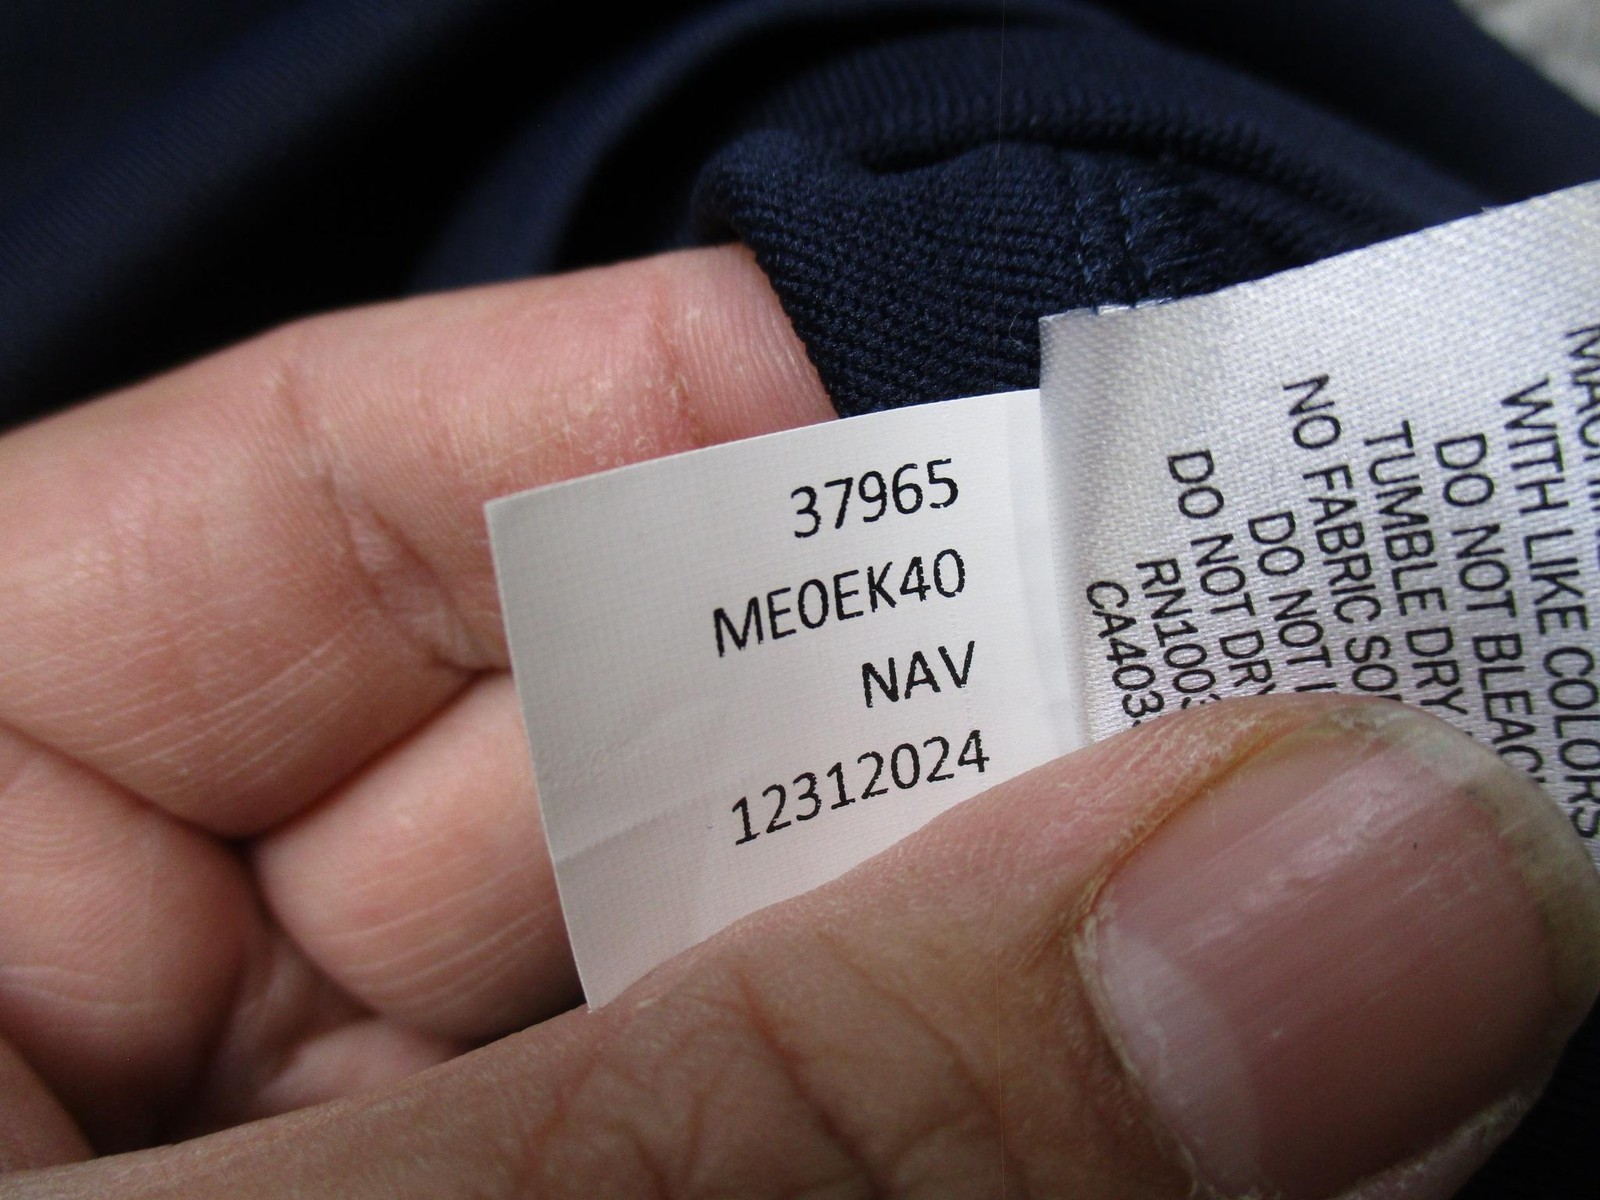 37965
ME0EK40
NAV
12312024
WITH LIKE COLORS
DO NOT BLEACH
TUMBLE DRY
NO FABRIC
DO NOT
DO NOT DRY